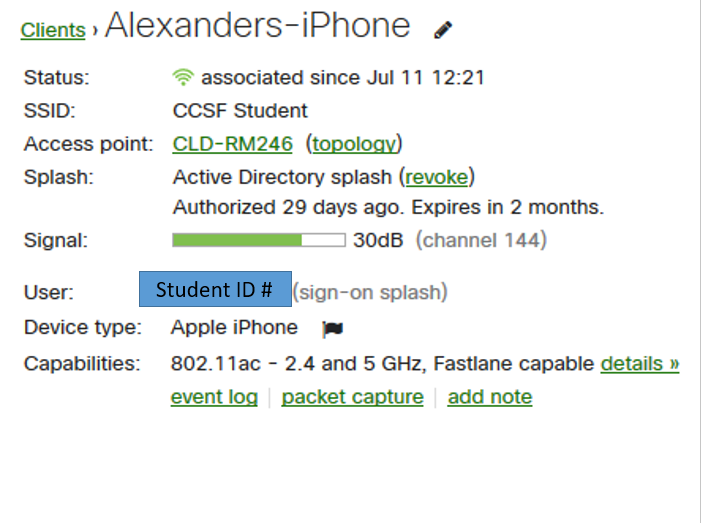 Clients › Alexanders-iPhone
Status: associated since Jul 11 12:21
SSID: CCSF Student
Access point: CLD-RM246 (topology)
Splash: Active Directory splash (revoke)
Authorized 29 days ago. Expires in 2 months.
Signal: 30dB (channel 144)
User: Student ID # (sign-on splash)
Device type: Apple iPhone
Capabilities: 802.11ac - 2.4 and 5 GHz, Fastlane capable details »
event log | packet capture | add note